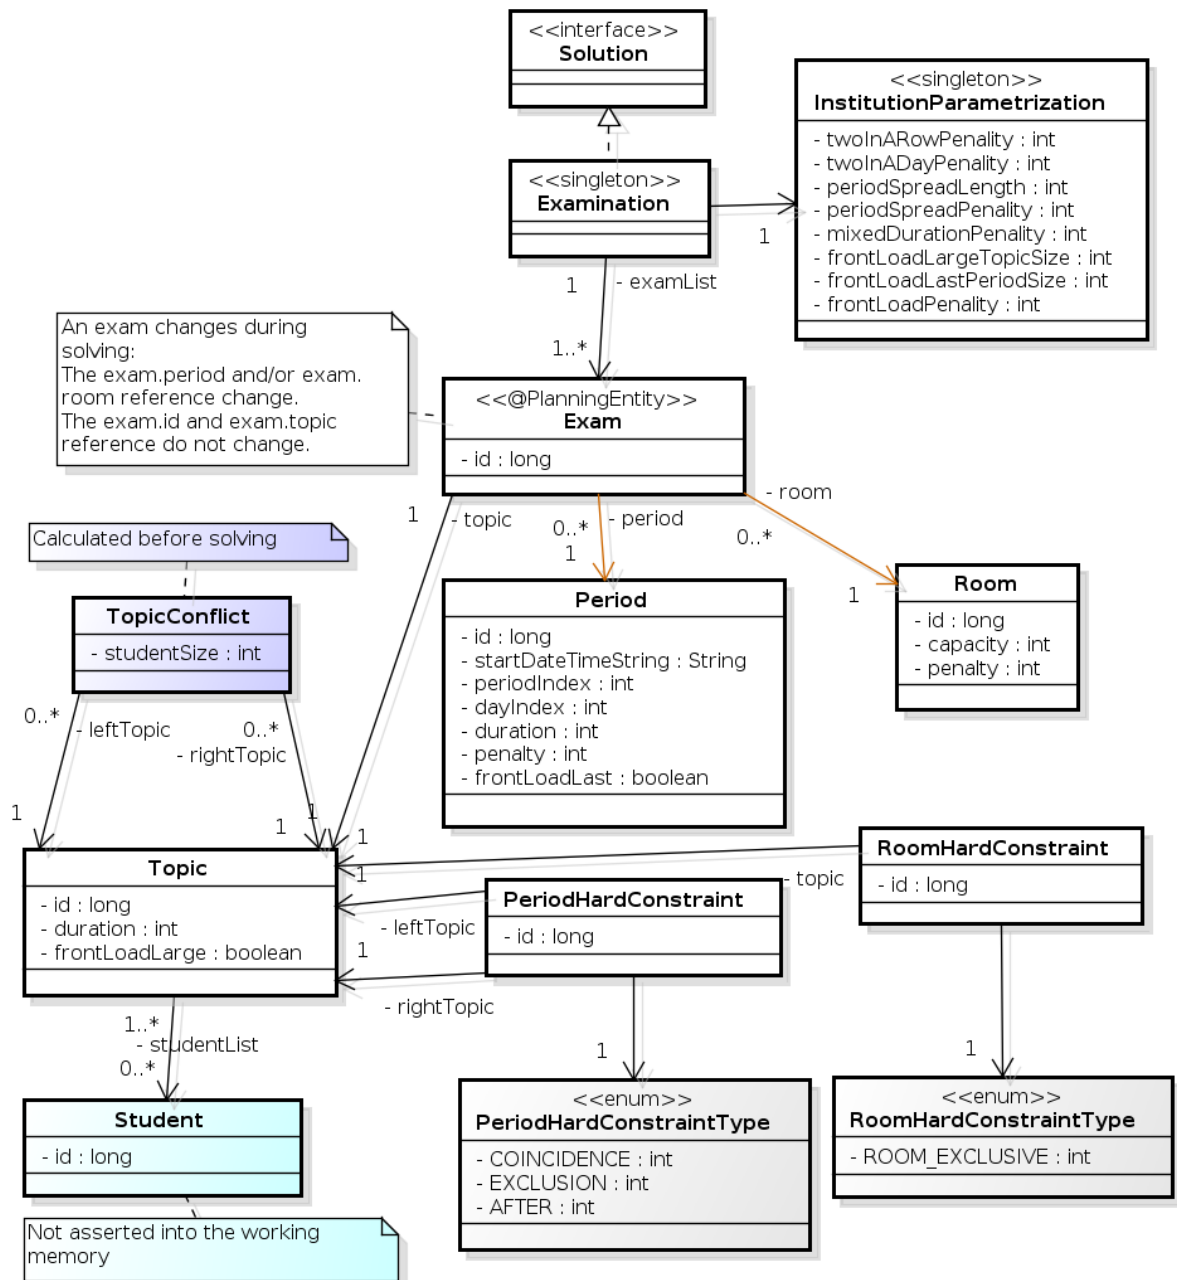 <<interface>>
Solution
<<singleton>>
InstitutionParametrization
- twoInARowPenality : int
- twoInADayPenality : int
- periodSpreadLength : int
- periodSpreadPenality : int
- mixedDurationPenality : int
- frontLoadLargeTopicSize : int
- frontLoadLastPeriodSize : int
- frontLoadPenality : int
<<singleton>>
Examination
1
1
- examList
1..*
An exam changes during
solving:
The exam.period and/or exam.
room reference change.
The exam.id and exam.topic
reference do not change.
<<@PlanningEntity>>
Exam
- id : long
1
- topic
0..*
- period
1
- room
0..*
1
Calculated before solving
TopicConflict
- studentSize : int
0..*
- leftTopic
0..*
- rightTopic
1
1
1
1
Period
- id : long
- startDateTimeString : String
- periodIndex : int
- dayIndex : int
- duration : int
- penalty : int
- frontLoadLast : boolean
Room
- id : long
- capacity : int
- penalty : int
Topic
- id : long
- duration : int
- frontLoadLarge : boolean
1
- topic
RoomHardConstraint
- id : long
PeriodHardConstraint
- id : long
- leftTopic
1
- rightTopic
1..*
- studentList
0..*
1
1
Student
- id : long
Not asserted into the working
memory
<<enum>>
PeriodHardConstraintType
- COINCIDENCE : int
- EXCLUSION : int
- AFTER : int
<<enum>>
RoomHardConstraintType
- ROOM_EXCLUSIVE : int